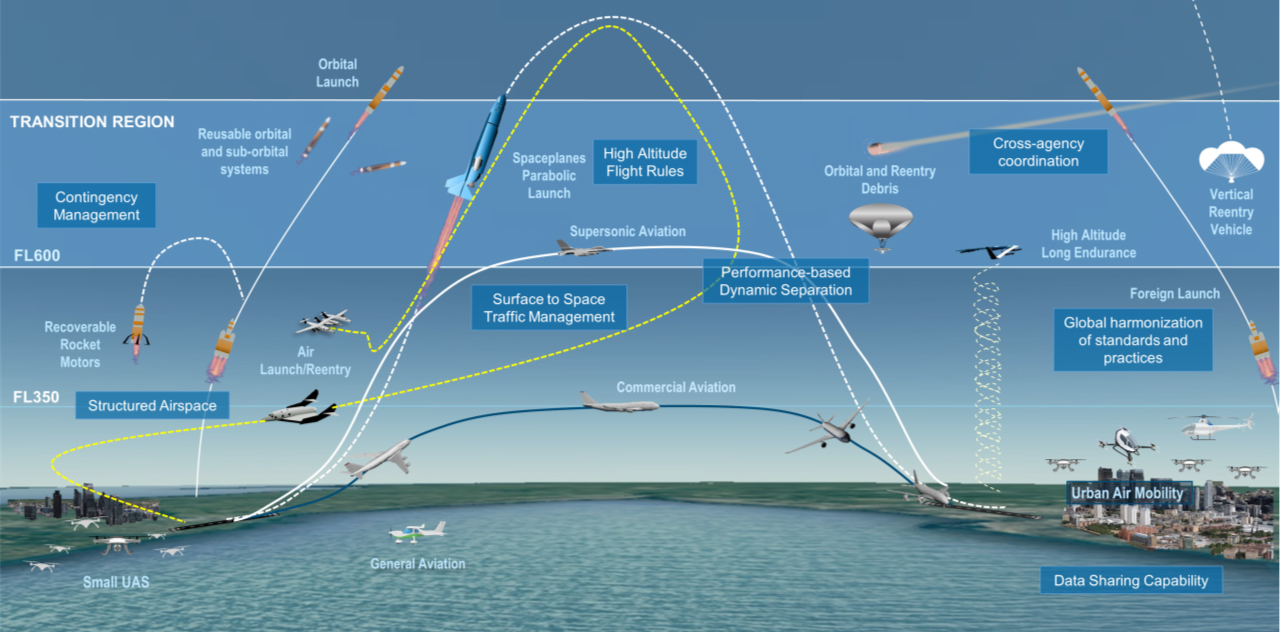 Orbital
Launch
TRANSITION REGION
Reusable orbital
and sub-orbital
systems
Spaceplanes
Parabolic
Launch
High Altitude
Flight Rules
Cross-agency
coordination
Orbital and Reentry
Debris
Vertical
Reentry
Vehicle
Contingency
Management
Supersonic Aviation
High Altitude
Long Endurance
FL600
Performance-based
Dynamic Separation
Surface to Space
Traffic Management
Foreign Launch
Recoverable
Rocket
Motors
Air
Launch/Reentry
Global harmonization
of standards and
practices
FL350
Structured Airspace
Commercial Aviation
Urban Air Mobility
General Aviation
Small UAS
Data Sharing Capability